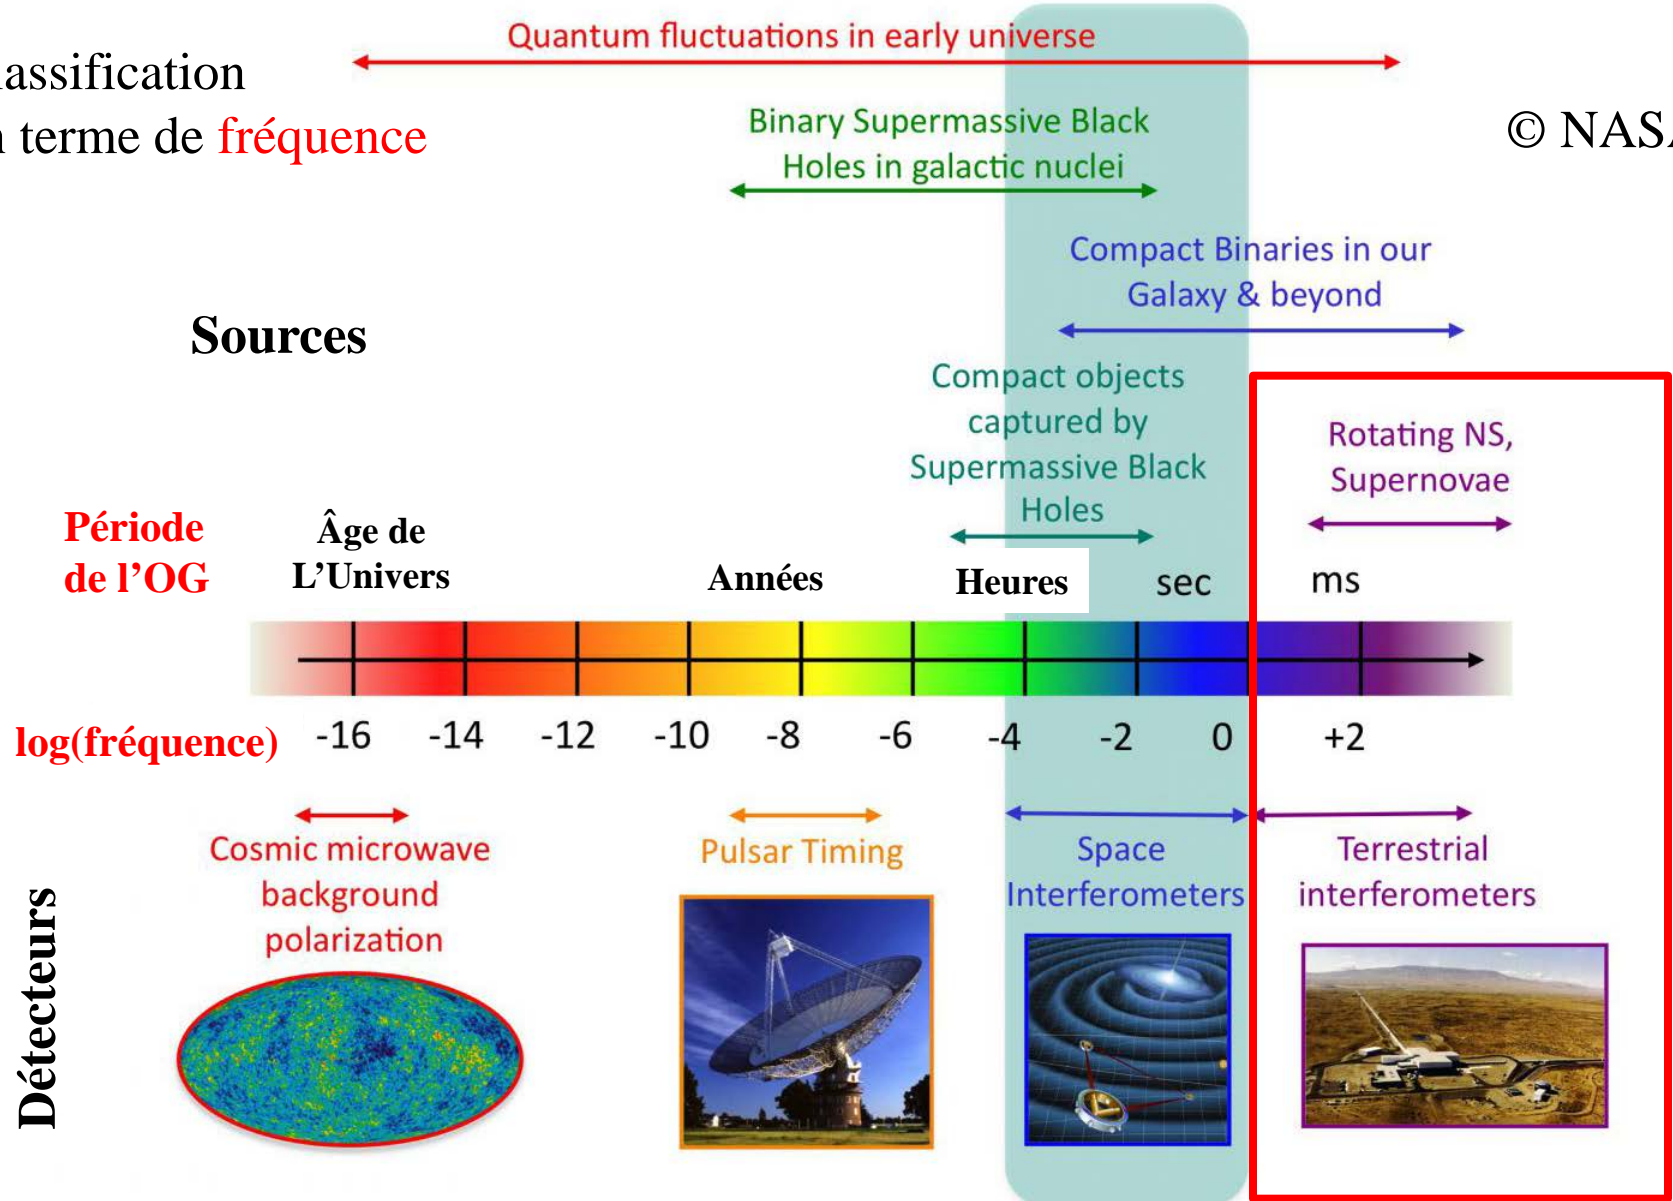 lassification
n terme de fréquence
© NASA
Quantum fluctuations in early universe
Binary Supermassive Black
Holes in galactic nuclei
Compact Binaries in our
Galaxy & beyond
Sources
Compact objects
captured by
Supermassive Black
Holes
Rotating NS,
Supernovae
Période
de l’OG
Âge de
L’Univers
Années
Heures
sec
ms
log(fréquence)
-16
-14
-12
-10
-8
-6
-4
-2
0
+2
Détecteurs
Cosmic microwave
background
polarization
Pulsar Timing
Space
Interferometers
Terrestrial
interferometers